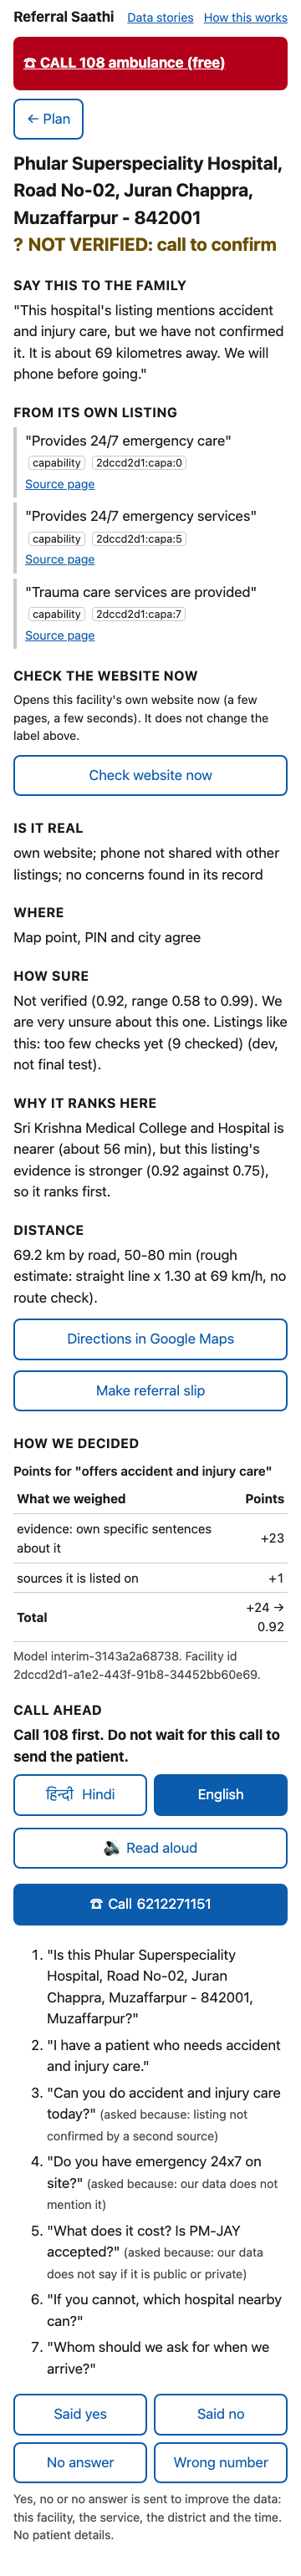 Referral Saathi Data stories How this works
☎ CALL 108 ambulance (free)
← Plan
Phular Superspeciality Hospital,
Road No-02, Juran Chappra,
Muzaffarpur - 842001
? NOT VERIFIED: call to confirm
SAY THIS TO THE FAMILY
"This hospital's listing mentions accident
and injury care, but we have not confirmed
it. It is about 69 kilometres away. We will
phone before going."
FROM ITS OWN LISTING
"Provides 24/7 emergency care"
capability 2dccd2d1:capa:0
Source page
"Provides 24/7 emergency services"
capability 2dccd2d1:capa:5
Source page
"Trauma care services are provided"
capability 2dccd2d1:capa:7
Source page
CHECK THE WEBSITE NOW
Opens this facility's own website now (a few
pages, a few seconds). It does not change the
label above.
Check website now
IS IT REAL
own website; phone not shared with other
listings; no concerns found in its record
WHERE
Map point, PIN and city agree
HOW SURE
Not verified (0.92, range 0.58 to 0.99). We
are very unsure about this one. Listings like
this: too few checks yet (9 checked) (dev,
not final test).
WHY IT RANKS HERE
Sri Krishna Medical College and Hospital is
nearer (about 56 min), but this listing's
evidence is stronger (0.92 against 0.75),
so it ranks first.
DISTANCE
69.2 km by road, 50-80 min (rough
estimate: straight line x 1.30 at 69 km/h, no
route check).
Directions in Google Maps
Make referral slip
HOW WE DECIDED
Points for "offers accident and injury care"
What we weighed Points
evidence: own specific sentences
about it +23
sources it is listed on +1
Total +24 →
0.92
Model interim-3143a2a68738. Facility id
2dccd2d1-a1e2-443f-91b8-34452bb60e69.
CALL AHEAD
Call 108 first. Do not wait for this call to
send the patient.
हिन्दी Hindi English
🔊 Read aloud
☎ Call 6212271151
1. "Is this Phular Superspeciality
Hospital, Road No-02, Juran
Chappra, Muzaffarpur - 842001,
Muzaffarpur?"
2. "I have a patient who needs accident
and injury care."
3. "Can you do accident and injury care
today?" (asked because: listing not
confirmed by a second source)
4. "Do you have emergency 24x7 on
site?" (asked because: our data does not
mention it)
5. "What does it cost? Is PM-JAY
accepted?" (asked because: our data
does not say if it is public or private)
6. "If you cannot, which hospital nearby
can?"
7. "Whom should we ask for when we
arrive?"
Said yes Said no
No answer Wrong number
Yes, no or no answer is sent to improve the data:
this facility, the service, the district and the time.
No patient details.